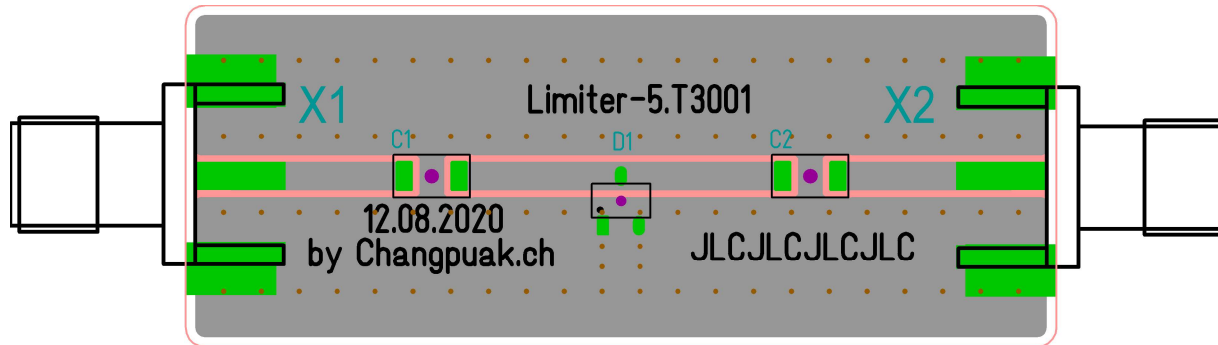 Limiter-5.T3001
X1
X2
C1
D1
C2
12.08.2020
by Changpuak.ch
JLCJLCJLCJLC